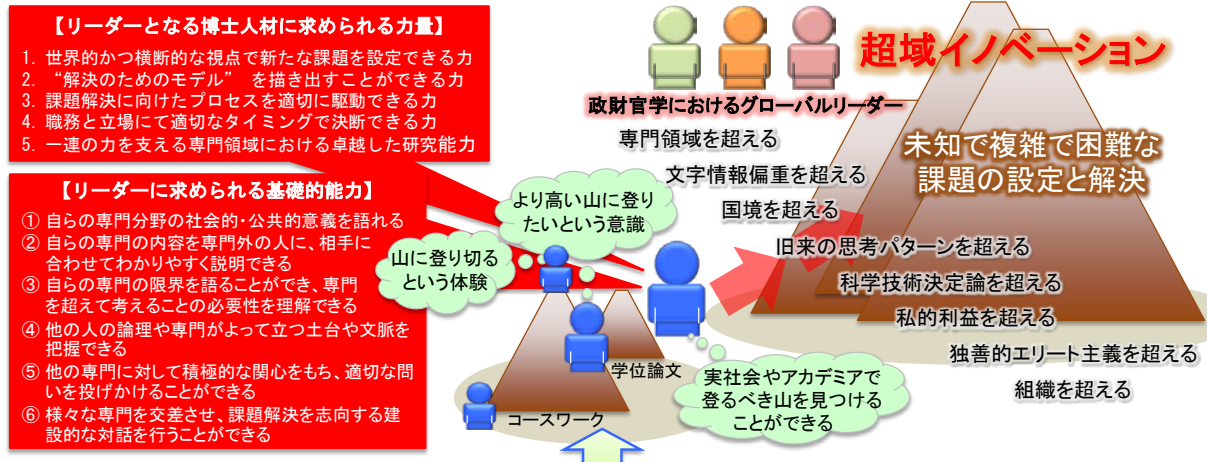 【リーダーとなる博士人材に求められる力量】
1. 世界的かつ横断的な視点で新たな課題を設定できる力
2. “解決のためのモデル” を描き出すことができる力
3. 課題解決に向けたプロセスを適切に駆動できる力
4. 職務と立場にて適切なタイミングで決断できる力
5. 一連の力を支える専門領域における卓越した研究能力
【リーダーに求められる基礎的能力】
① 自らの専門分野の社会的・公共的意義を語れる
② 自らの専門の内容を専門外の人に、相手に
合わせてわかりやすく説明できる
③ 自らの専門の限界を語ることができ、専門
を超えて考えることの必要性を理解できる
④ 他の人の論理や専門がよって立つ土台や文脈を
把握できる
⑤ 他の専門に対して積極的な関心をもち、適切な問
いを投げかけることができる
⑥ 様々な専門を交差させ、課題解決を志向する建
設的な対話を行うことができる
山に登り切る
という体験
より高い山に登り
たいという意識
コースワーク
学位論文
実社会やアカデミアで
登るべき山を見つける
ことができる
政財官学におけるグローバルリーダー
専門領域を超える
文字情報偏重を超える
国境を超える
旧来の思考パターンを超える
科学技術決定論を超える
私的利益を超える
独善的エリート主義を超える
組織を超える
超域イノベーション
未知で複雑で困難な
課題の設定と解決